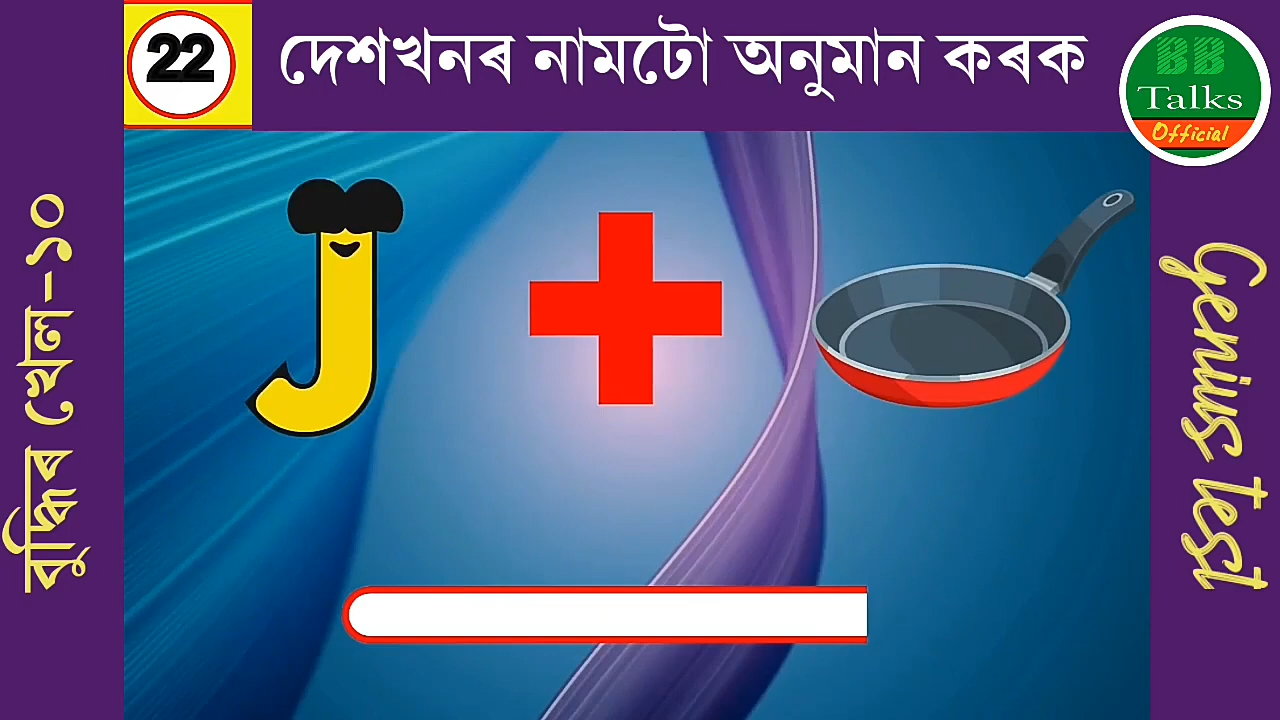 22
দেশখনৰ নামটো অনুমান কৰক
BB
Talks
Official
বুদ্ধিৰ খেল-১০
J
Genius Test